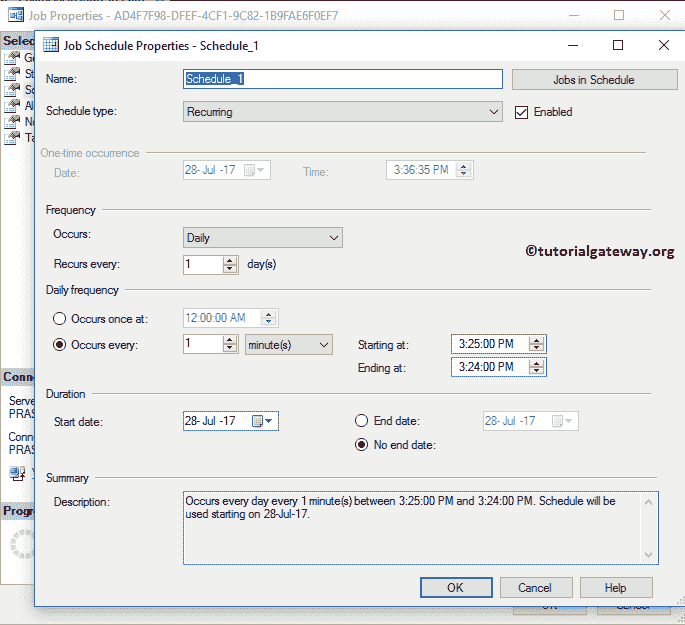 Job Properties - AD4F7F98-DFEF-4CF1-9C82-1B9FAE6F0EF7
Selec
Job Schedule Properties - Schedule_1
Name:
Schedule_1
Jobs in Schedule
Schedule type:
Recurring
Enabled
One-time occurrence
Date:
28- Jul -17
Time:
3:36:35 PM
Frequency
Occurs:
Daily
©tutorialgateway.org
Recurs every:
1
day(s)
Daily frequency
Occurs once at:
12:00:00 AM
Occurs every:
1
minute(s)
Starting at:
3:25:00 PM
Ending at:
3:24:00 PM
Conne
Duration
Serve
PRAS
Start date:
28- Jul -17
End date:
28- Jul -17
Conn
PRAS
No end date:
Summary
Description:
Occurs every day every 1 minute(s) between 3:25:00 PM and 3:24:00 PM. Schedule will be
used starting on 28-Jul-17.
Progr
OK
Cancel
Help